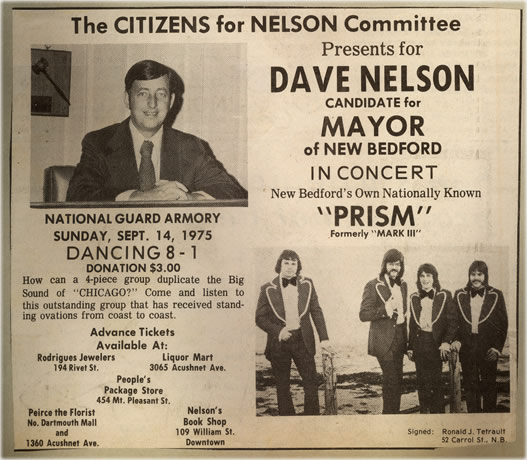 The CITIZENS for NELSON Committee
Presents for
DAVE NELSON
CANDIDATE for
MAYOR
of NEW BEDFORD
IN CONCERT
New Bedford's Own Nationally Known
"PRISM"
Formerly "MARK III"
NATIONAL GUARD ARMORY
SUNDAY, SEPT. 14, 1975
DANCING 8 - 1
DONATION $3.00
How can a 4-piece group duplicate the Big
Sound of "CHICAGO?" Come and listen to
this outstanding group that has received stand-
ing ovations from coast to coast.
Advance Tickets
Available At:
Rodrigues Jewelers
194 Rivet St.
Liquor Mart
3065 Acushnet Ave.
People's
Package Store
454 Mt. Pleasant St.
Peirce the Florist
No. Dartmouth Mall
and
1360 Acushnet Ave.
Nelson's
Book Shop
109 William St.
Downtown
Signed: Ronald J. Tetrault
52 Carrol St., N.B.